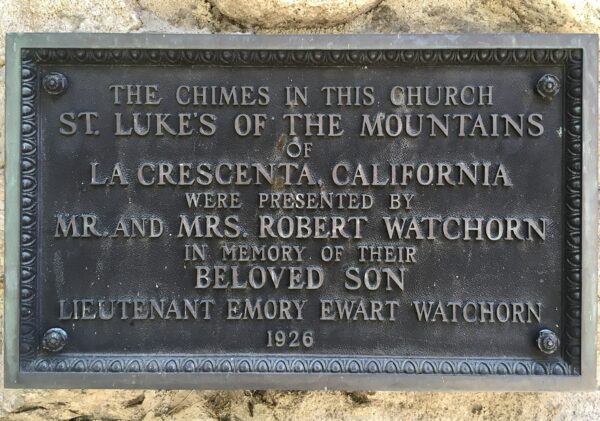 THE CHIMES IN THIS CHURCH
ST. LUKE'S OF THE MOUNTAINS
OF
LA CRESCENTA, CALIFORNIA
WERE PRESENTED BY
MR. AND MRS. ROBERT WATCHORN
IN MEMORY OF THEIR
BELOVED SON
LIEUTENANT EMORY EWART WATCHORN
1926